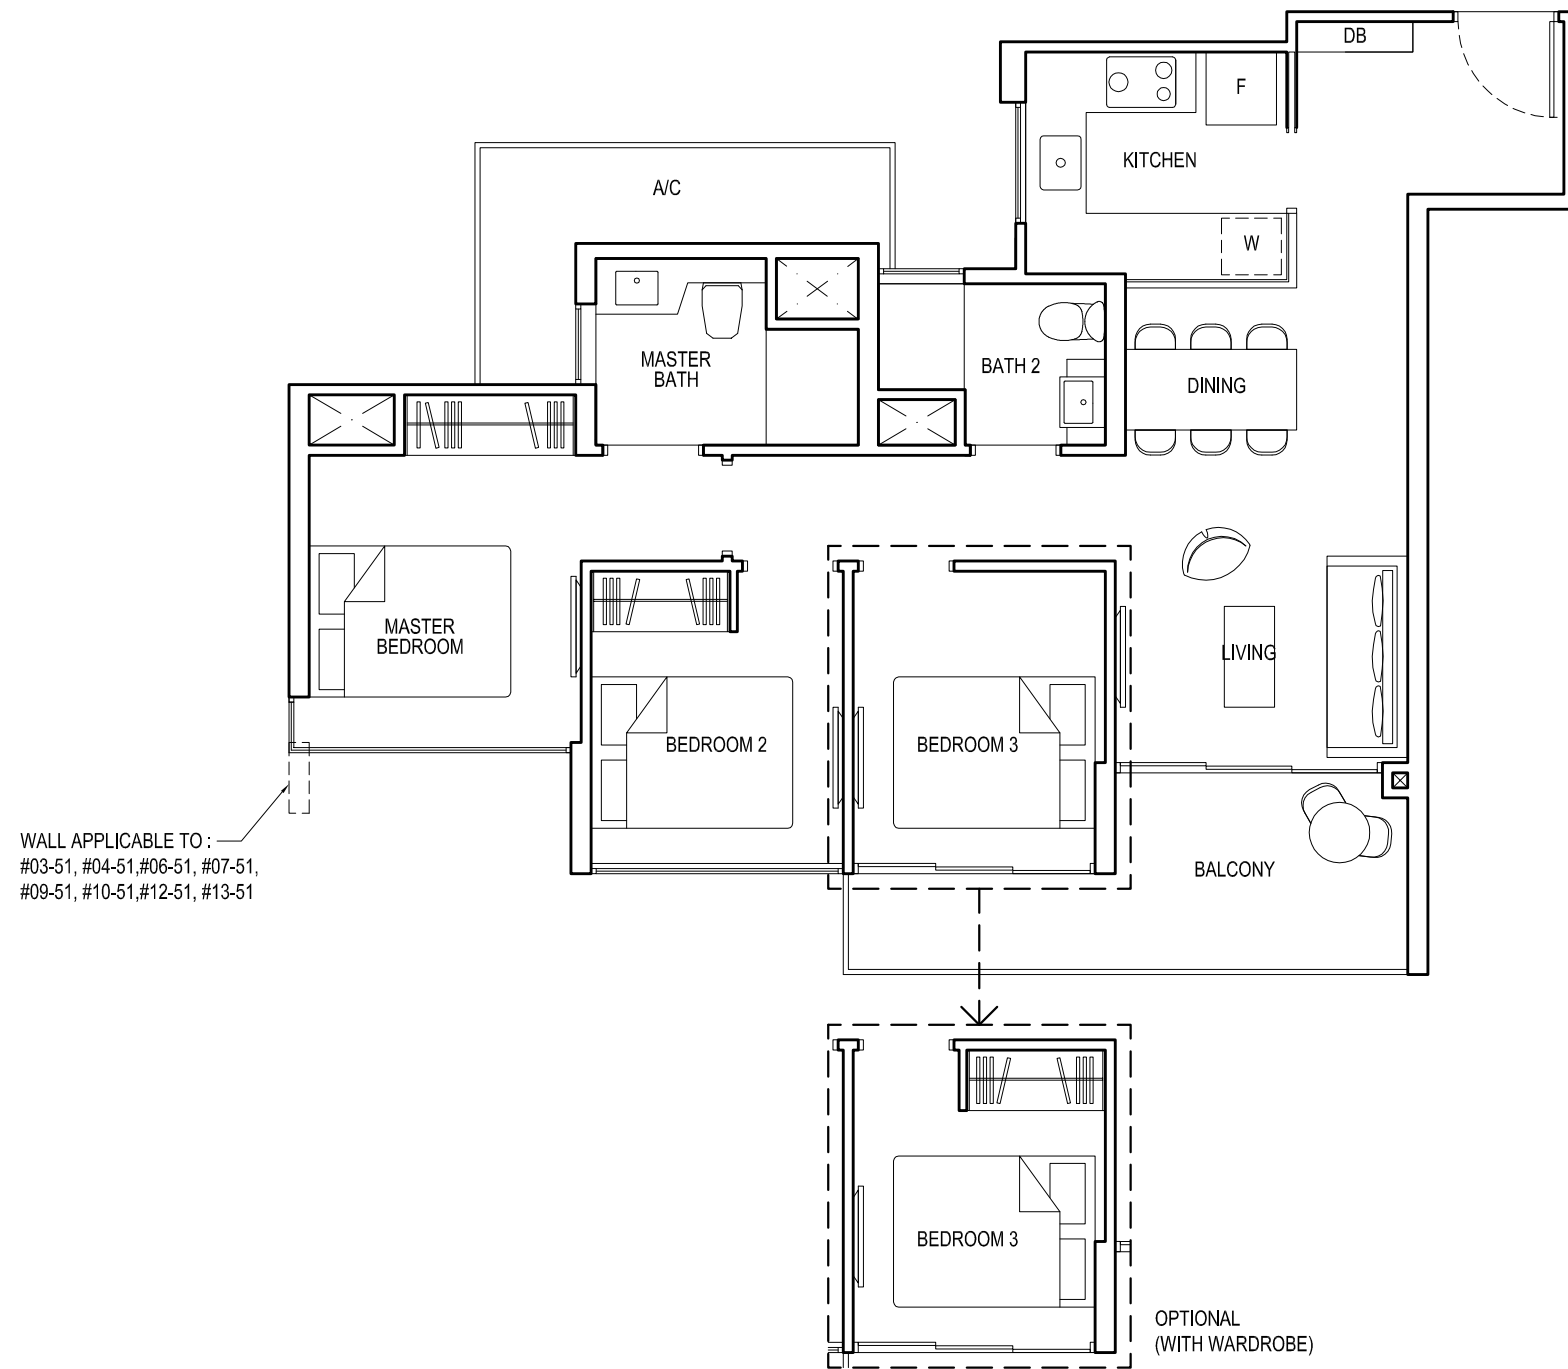 DB
F
KITCHEN
A/C
W
MASTER
BATH
BATH 2
DINING
MASTER
BEDROOM
LIVING
BEDROOM 2
BEDROOM 3
WALL APPLICABLE TO :
#03-51, #04-51,#06-51, #07-51,
#09-51, #10-51,#12-51, #13-51
BALCONY
BEDROOM 3
OPTIONAL
(WITH WARDROBE)